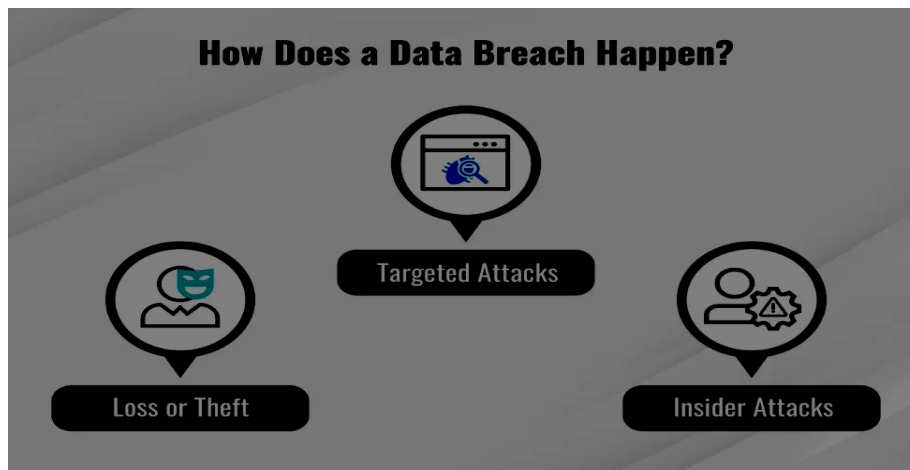 How Does a Data Breach Happen?
Targeted Attacks
Loss or Theft
Insider Attacks